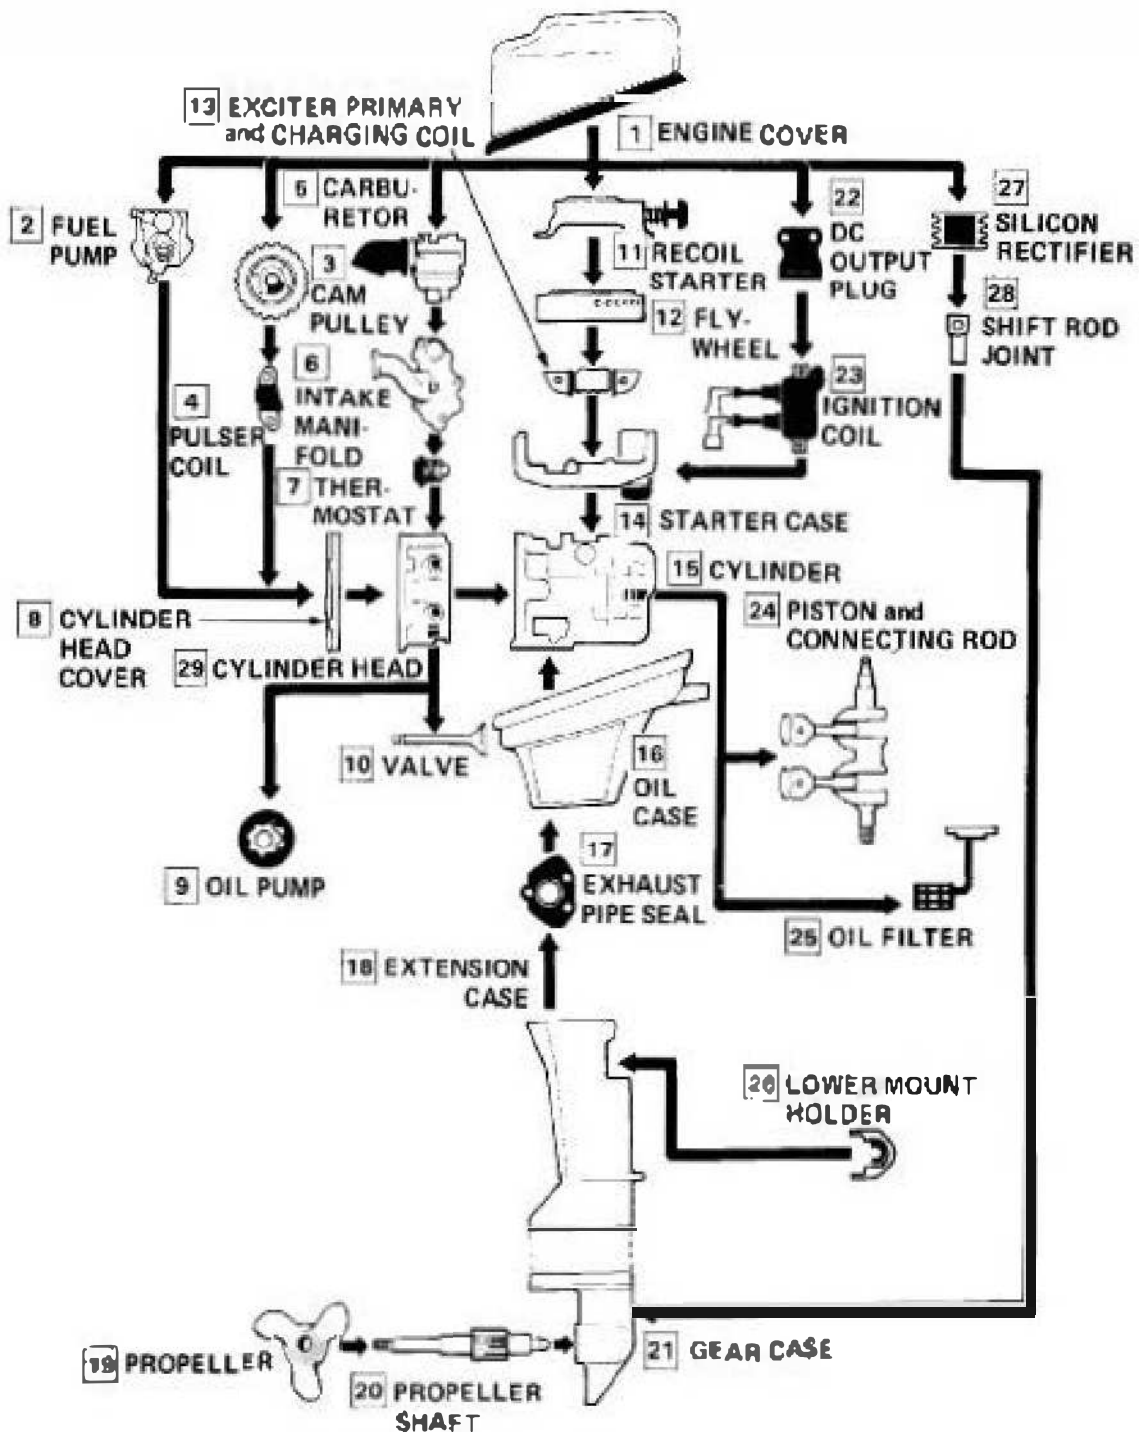 13 EXCITER PRIMARY
and CHARGING COIL
1 ENGINE COVER
2 FUEL
PUMP
5 CARBU-
RETOR
3
CAM
PULLEY
11 RECOIL
STARTER
22
DC
OUTPUT
PLUG
27
SILICON
RECTIFIER
12 FLY-
WHEEL
28
SHIFT ROD
JOINT
4
PULSER
COIL
6
INTAKE
MANI-
FOLD
23
IGNITION
COIL
7 THER-
MOSTAT
14 STARTER CASE
15 CYLINDER
8 CYLINDER
HEAD
COVER
29 CYLINDER HEAD
24 PISTON and
CONNECTING ROD
10 VALVE
16
OIL
CASE
9 OIL PUMP
17
EXHAUST
PIPE SEAL
25 OIL FILTER
18 EXTENSION
CASE
26 LOWER MOUNT
HOLDER
19 PROPELLER
20 PROPELLER
SHAFT
21 GEAR CASE